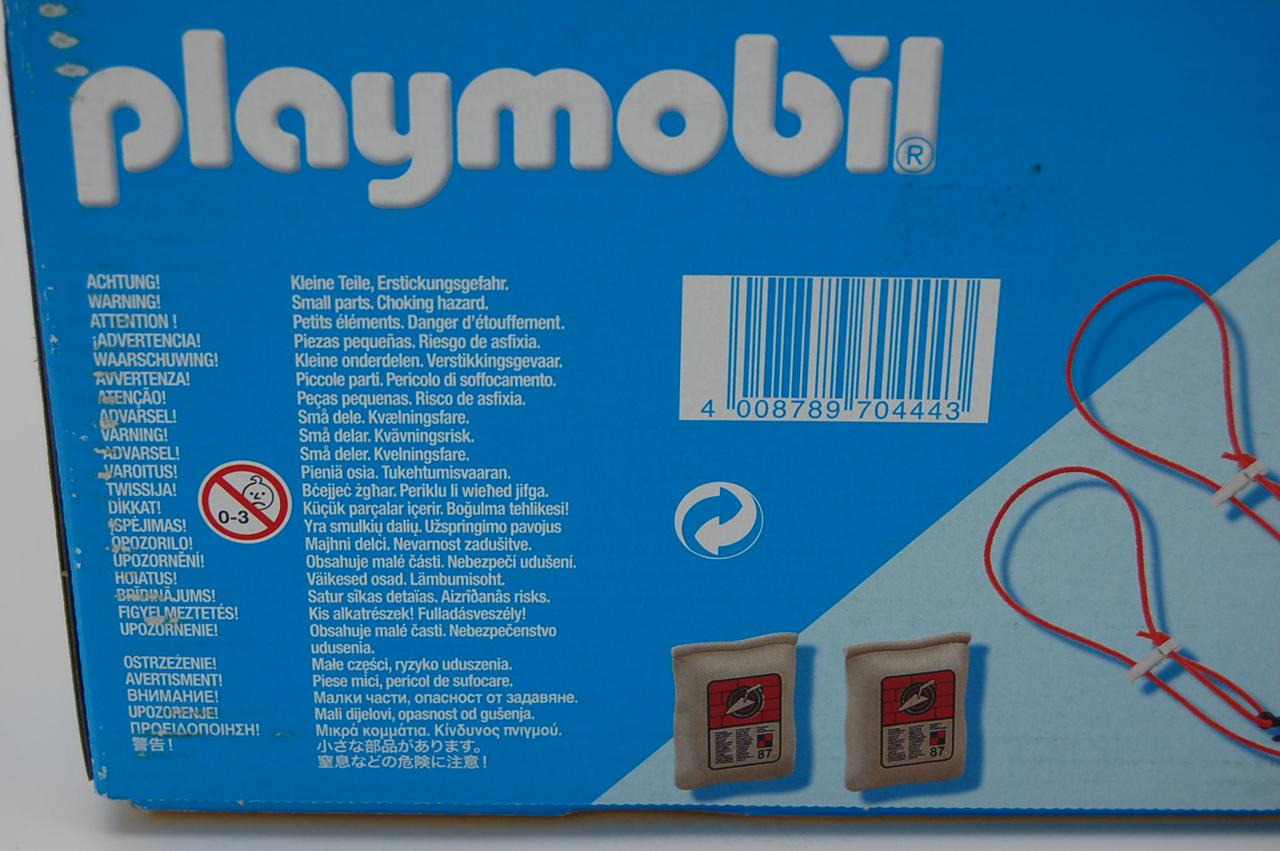 playmobil®
ACHTUNG! Kleine Teile, Erstickungsgefahr.
WARNING! Small parts. Choking hazard.
ATTENTION ! Petits éléments. Danger d'étouffement.
¡ADVERTENCIA! Piezas pequeñas. Riesgo de asfixia.
WAARSCHUWING! Kleine onderdelen. Verstikkingsgevaar.
AVVERTENZA! Piccole parti. Pericolo di soffocamento.
ATENÇÃO! Peças pequenas. Risco de asfixia.
ADVARSEL! Små dele. Kvælningsfare.
VARNING! Små delar. Kvävningsrisk.
ADVARSEL! Små deler. Kvelningsfare.
VAROITUS! Pieniä osia. Tukehtumisvaaran.
TWISSIJA! Bċejjeċ żgħar. Periklu li wieħed jifga.
DİKKAT! Küçük parçalar içerir. Boğulma tehlikesi!
ĮSPĖJIMAS! Yra smulkių dalių. Užspringimo pavojus
OPOZORILO! Majhni delci. Nevarnost zadušitve.
UPOZORNĚNÍ! Obsahuje malé části. Nebezpečí udušení.
HOIATUS! Väikesed osad. Lämbumisoht.
BRĪDINĀJUMS! Satur sîkas detaïas. Aizrîðanâs risks.
FIGYELMEZTETÉS! Kis alkatrészek! Fulladásveszély!
UPOZORNENIE! Obsahuje malé časti. Nebezpečenstvo
udusenia.
OSTRZEŻENIE! Małe części, ryzyko uduszenia.
AVERTISMENT! Piese mici, pericol de sufocare.
ВНИМАНИЕ! Малки части, опасност от задавяне.
UPOZORENJE! Mali dijelovi, opasnost od gušenja.
ΠΡΟΕΙΔΟΠΟΙΗΣΗ! Μικρά κομμάτια. Κίνδυνος πνιγμού.
警告! 小さな部品があります。
窒息などの危険に注意!
0-3
4 008789 704443
87
87